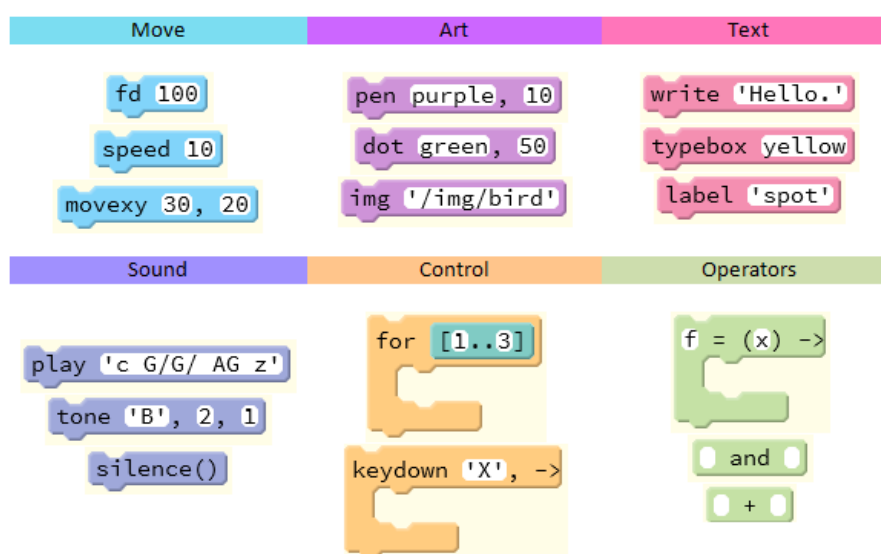 Move
fd 100
speed 10
movexy 30, 20
Art
pen purple, 10
dot green, 50
img '/img/bird'
Text
write 'Hello.'
typebox yellow
label 'spot'
Sound
play 'c G/G/ AG z'
tone 'B', 2, 1
silence()
Control
for [1..3]
keydown 'X', ->
Operators
f = (x) ->
and
+